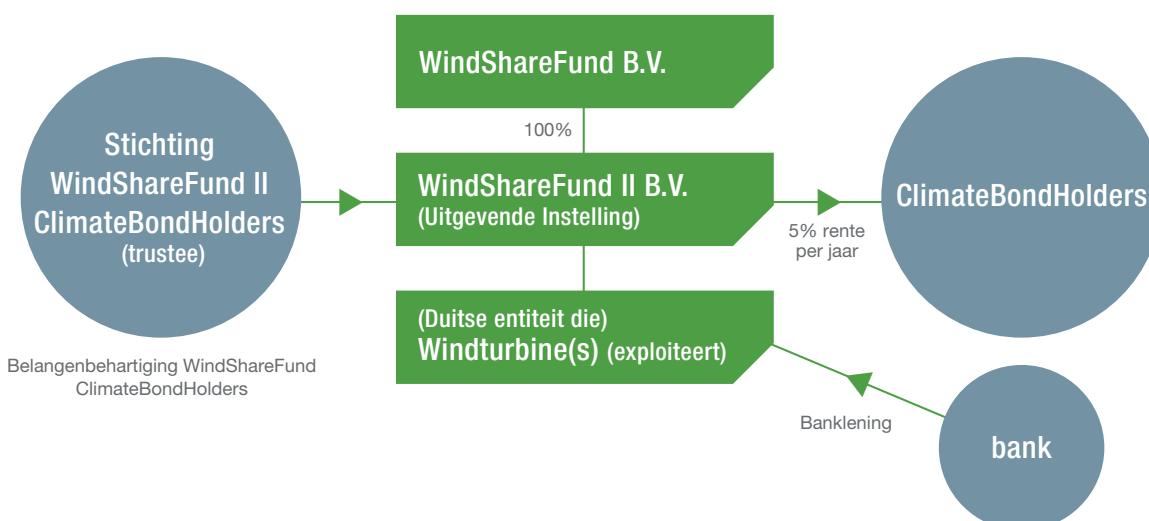 WindShareFund B.V.
100%
Stichting
WindShareFund II
ClimateBondHolders
(trustee)
Belangenbehartiging WindShareFund
ClimateBondHolders
WindShareFund II B.V.
(Uitgevende Instelling)
5% rente
per jaar
ClimateBondHolders
(Duitse entiteit die)
Windturbine(s) (exploiteert)
Banklening
bank